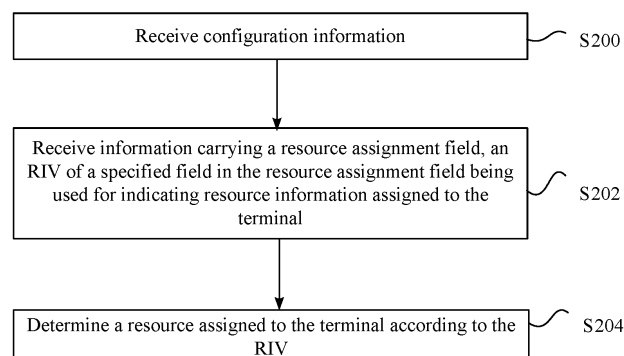 Receive configuration information
S200
Receive information carrying a resource assignment field, an
RIV of a specified field in the resource assignment field being
used for indicating resource information assigned to the
terminal
S202
Determine a resource assigned to the terminal according to the
RIV
S204